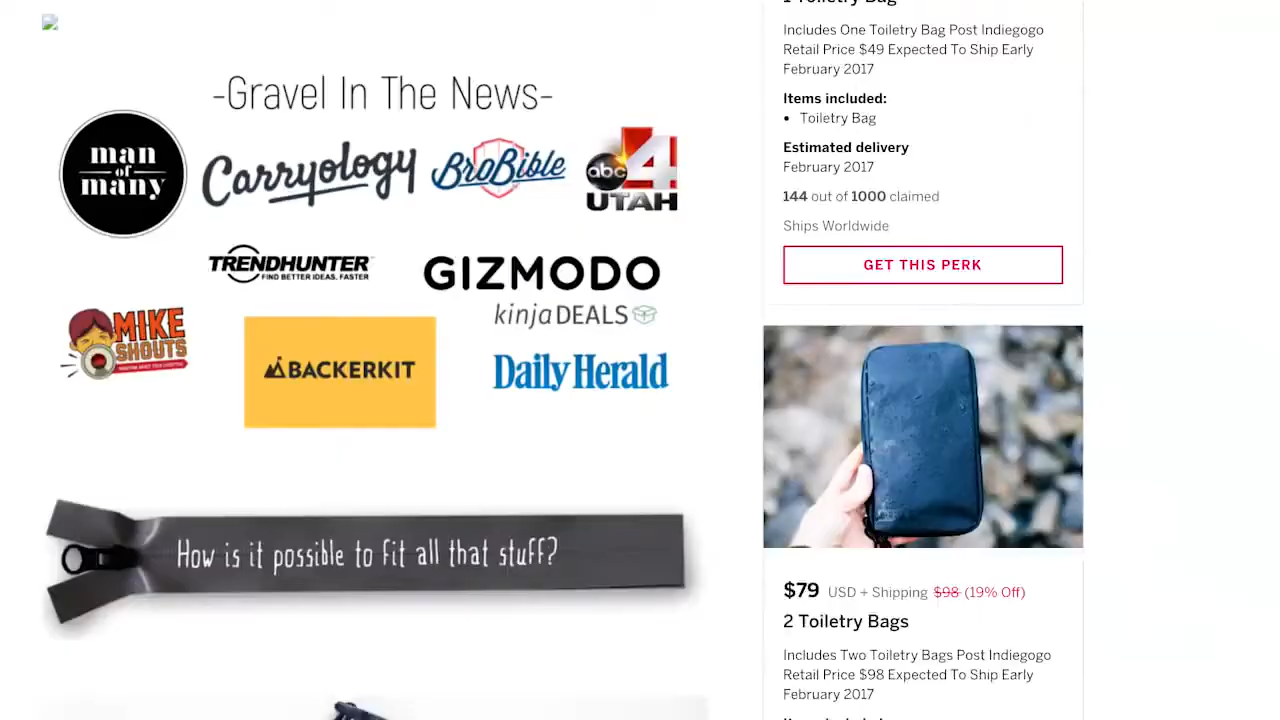 -Gravel In The News-
man
of
many
Carryology
BroBible
abc
4
UTAH
TRENDHUNTER
FIND BETTER IDEAS. FASTER
GIZMODO
kinjaDEALS
MIKE
SHOUTS
BACKERKIT
Daily Herald
How is it possible to fit all that stuff?
1 Toiletry Bag
Includes One Toiletry Bag Post Indiegogo
Retail Price $49 Expected To Ship Early
February 2017
Items included:
• Toiletry Bag
Estimated delivery
February 2017
144 out of 1000 claimed
Ships Worldwide
GET THIS PERK
$79 USD + Shipping $98 (19% Off)
2 Toiletry Bags
Includes Two Toiletry Bags Post Indiegogo
Retail Price $98 Expected To Ship Early
February 2017